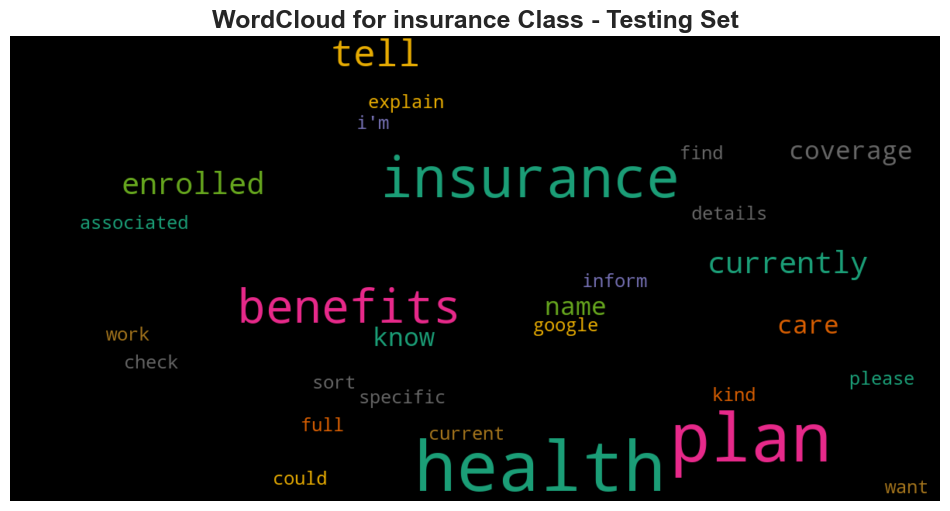 WordCloud for insurance Class - Testing Set
tell
explain
i'm
find
coverage
insurance
enrolled
details
associated
currently
inform
benefits
name
google
care
work
know
check
please
sort
specific
kind
full
current
plan
health
could
want